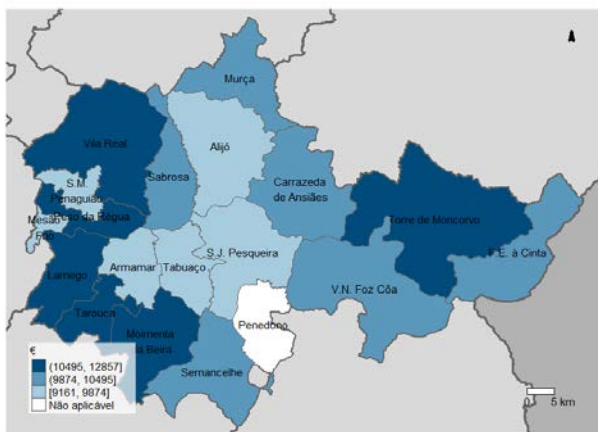 Murça
Vila Real
Alijó
Sabrosa
S.M.
Penaguião
Carrazeda
de Ansiães
Peso da Régua
Mesão
Frio
Torre de Moncorvo
F.E. à Cinta
S.J. Pesqueira
Lamego
Armamar
Tabuaço
V.N. Foz Côa
Tarouca
Penedono
Moimenta
da Beira
Sernancelhe
€
(10495, 12857]
(9874, 10495]
[9161, 9874]
Não aplicável
0 5 km